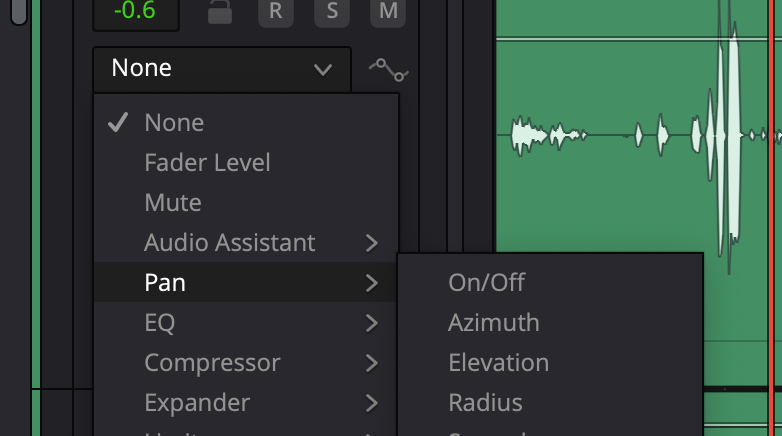 -0.6 R S M
None
None
Fader Level
Mute
Audio Assistant
Pan
On/Off
EQ
Azimuth
Compressor
Elevation
Expander
Radius